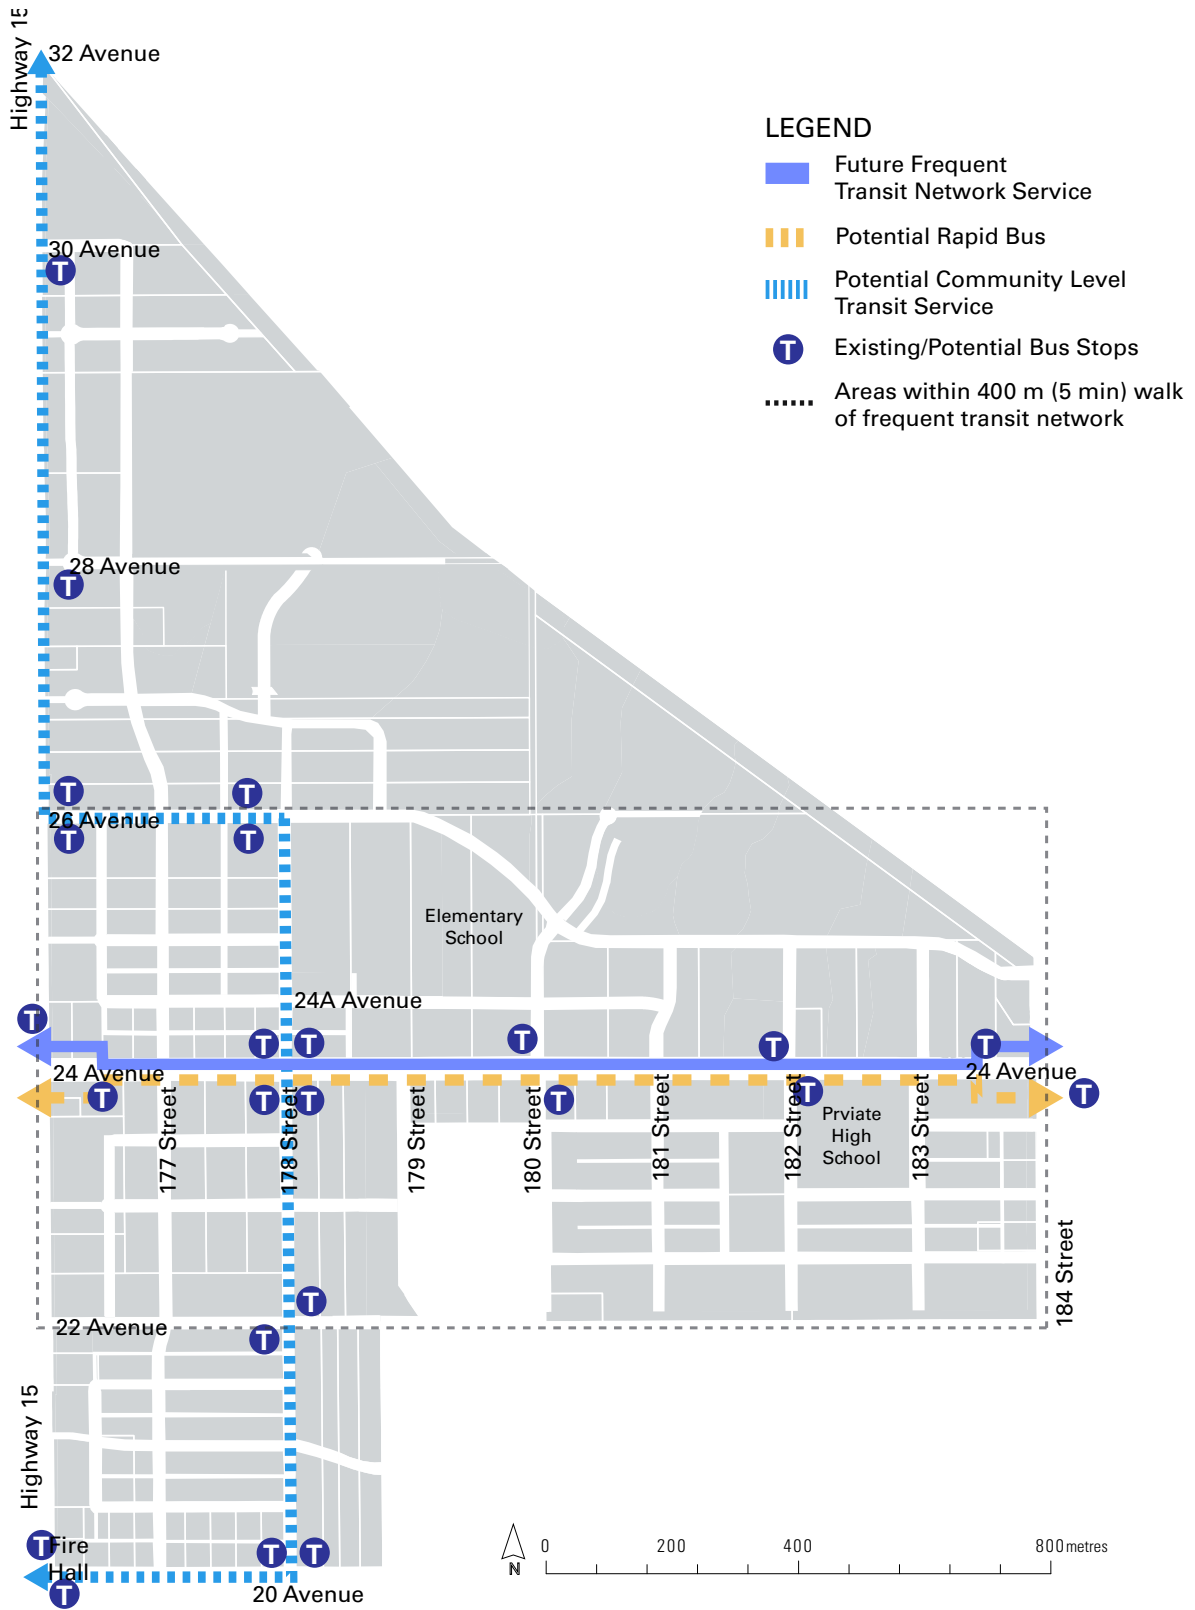 Highway 15
32 Avenue
LEGEND
Future Frequent
Transit Network Service
Potential Rapid Bus
Potential Community Level
Transit Service
T
Existing/Potential Bus Stops
Areas within 400 m (5 min) walk
of frequent transit network
30 Avenue
T
28 Avenue
T
T
T
26 Avenue
T
T
Elementary
School
24A Avenue
T
T
T
T
T
T
24 Avenue
24 Avenue
T
T
T
T
T
T
177 Street
178 Street
179 Street
180 Street
181 Street
182 Street
183 Street
Prviate
High
School
184 Street
T
22 Avenue
T
Highway 15
T
Fire
Hall
T
T
T
20 Avenue
N
0
200
400
800 metres